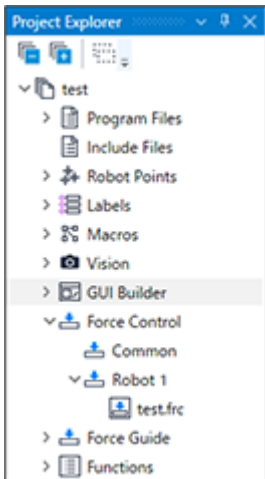 Project Explorer
test
Program Files
Include Files
Robot Points
Labels
Macros
Vision
GUI Builder
Force Control
Common
Robot 1
test.frc
Force Guide
Functions